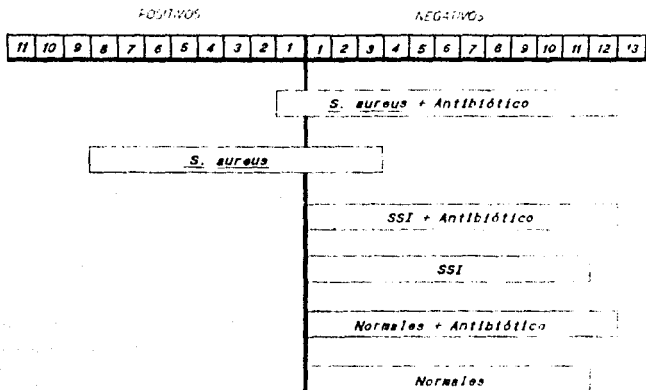 POSITIVOS NEGATIVOS
11 10 9 8 7 6 5 4 3 2 1 1 2 3 4 5 6 7 8 9 10 11 12 13
S. aureus + Antibiótico
S. aureus
SSI + Antibiótico
SSI
Normales + Antibiótico
Normales